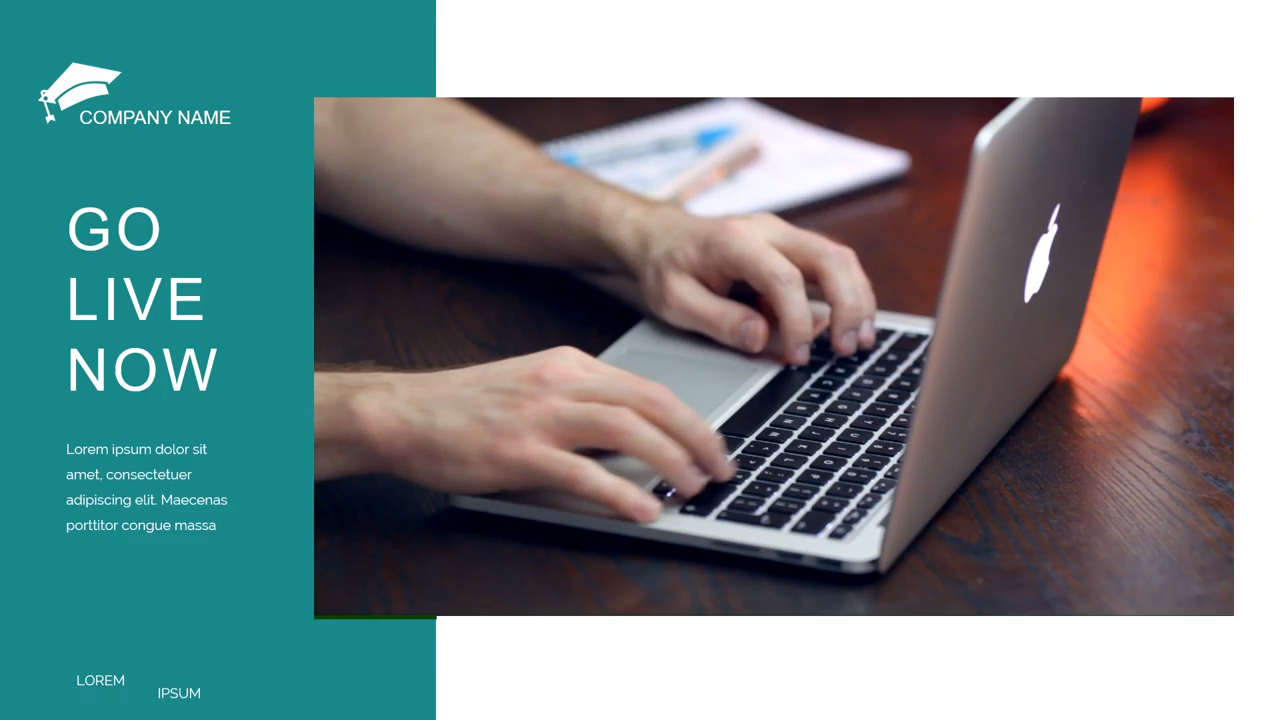 COMPANY NAME
GO
LIVE
NOW
Lorem ipsum dolor sit
amet, consectetuer
adipiscing elit. Maecenas
porttitor congue massa
LOREM
IPSUM